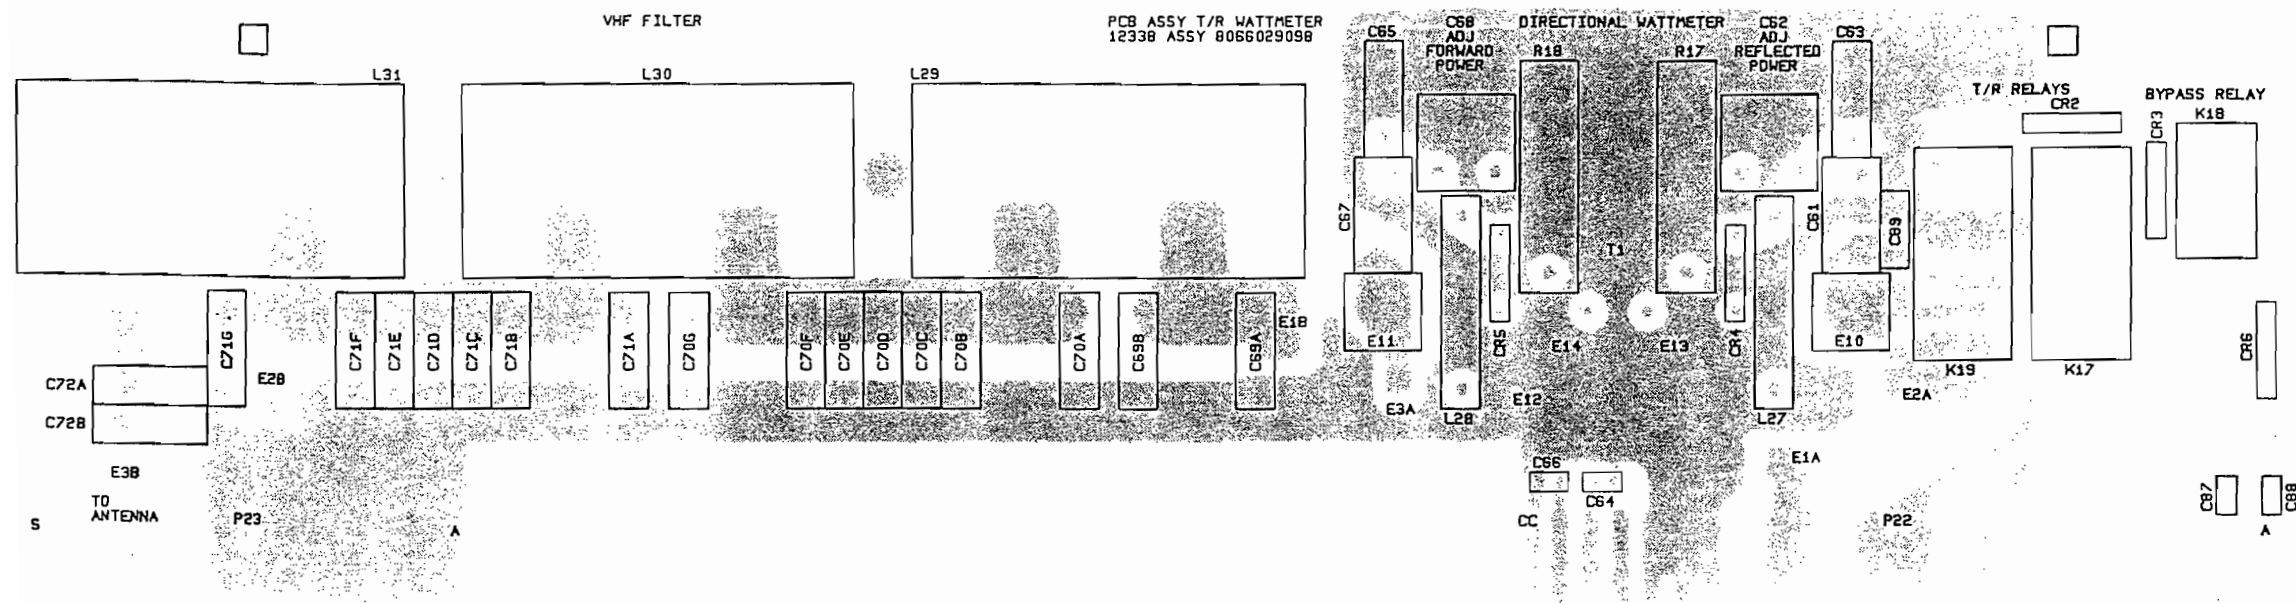 VHF FILTER
PCB ASSY T/R WATTMETER
12338 ASSY 8066029098
DIRECTIONAL WATTMETER
C65
C68
ADJ
FORWARD
POWER
R18
R17
C62
ADJ
REFLECTED
POWER
C63
L31
L30
L29
T/R RELAYS
CR2
BYPASS RELAY
K18
CR3
C67
C61
C89
T1
C71G
C71F
C71E
C71D
C71C
C71B
C71A
C70G
C70F
C70E
C70D
C70C
C70B
C70A
C69B
C69A
E1B
E11
CR5
E14
E13
CR4
E10
K19
K17
CR6
C72A
E2B
C72B
E3A
L28
E12
L27
E2A
E3B
E1A
C66
C64
TO
ANTENNA
S
P23
A
CC
P22
C87
C88
A